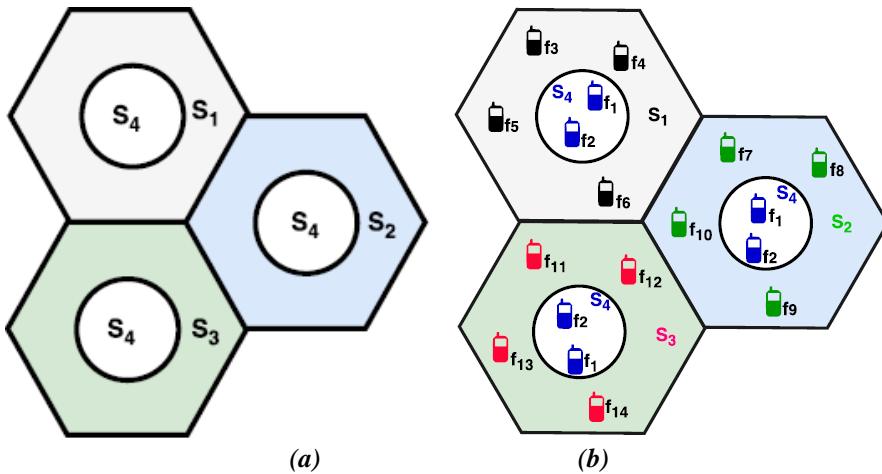 S₄ S₁
S₄ S₂
S₄ S₃
(a)
f₃
f₄
S₄ f₁
f₅
f₂
S₁
f₆
f₇
f₈
S₄
f₁
f₁₀
S₂
f₂
f₉
f₁₁
f₁₂
S₄
f₂
S₃
f₁₃
f₁
f₁₄
(b)